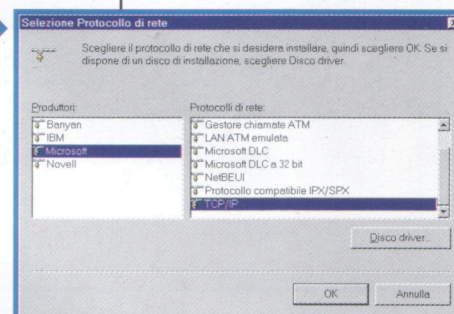 Selezione Protocollo di rete
Scegliere il protocollo di rete che si desidera installare, quindi scegliere OK. Se si
dispone di un disco di installazione, scegliere Disco driver.
Produttori:
Protocolli di rete:
Banyan
IBM
Microsoft
Novell
Gestore chiamate ATM
LAN ATM emulata
Microsoft DLC
Microsoft DLC a 32 bit
NetBEUI
Protocollo compatibile IPX/SPX
TCP/IP
Disco driver...
OK
Annulla